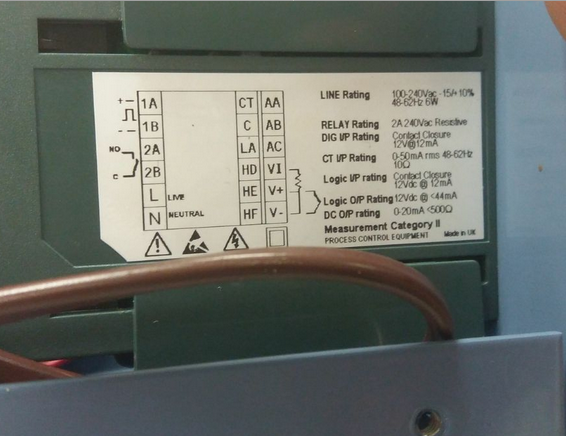 + 1A CT AA LINE Rating 100-240Vac -15/+10%
48-62Hz 6W
- 1B C AB RELAY Rating 2A 240Vac Resistive
NO 2A LA AC DIG I/P Rating Contact Closure
12V@12mA
C 2B HD VI CT I/P Rating 0-50mA rms 48-62Hz
10Ω
L LIVE HE V+ Logic I/P rating Contact Closure
12Vdc @ 12mA
N NEUTRAL HF V- Logic O/P Rating 12Vdc @ <44mA
DC O/P rating 0-20mA <500Ω
Measurement Category II
PROCESS CONTROL EQUIPMENT Made in UK